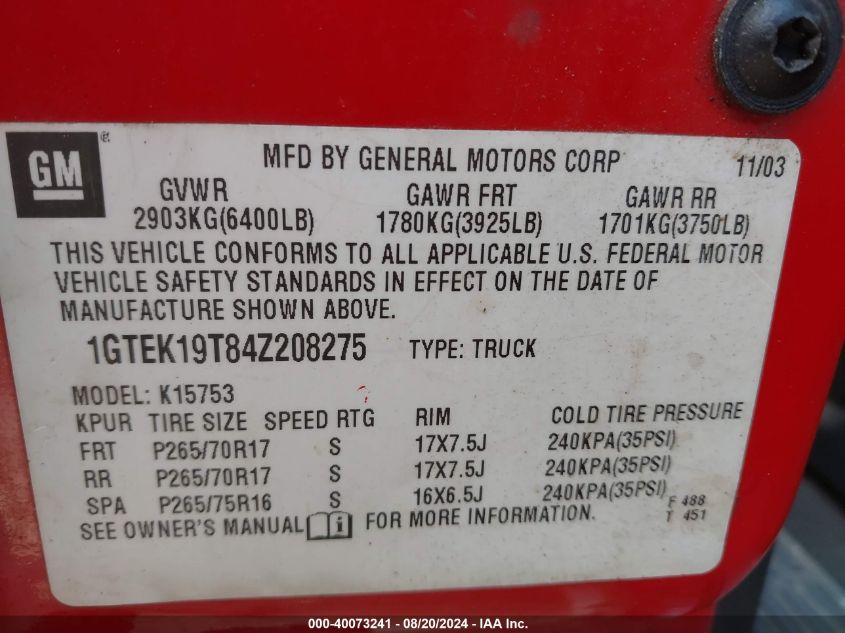 GM ®
MFD BY GENERAL MOTORS CORP 11/03
GVWR GAWR FRT GAWR RR
2903KG(6400LB) 1780KG(3925LB) 1701KG(3750LB)
THIS VEHICLE CONFORMS TO ALL APPLICABLE U.S. FEDERAL MOTOR
VEHICLE SAFETY STANDARDS IN EFFECT ON THE DATE OF
MANUFACTURE SHOWN ABOVE.
1GTEK19T84Z208275 TYPE: TRUCK
MODEL: K15753
KPUR TIRE SIZE SPEED RTG RIM COLD TIRE PRESSURE
FRT P265/70R17 S 17X7.5J 240KPA(35PSI)
RR P265/70R17 S 17X7.5J 240KPA(35PSI)
SPA P265/75R16 S 16X6.5J 240KPA(35PSI)
F 488
T 451
SEE OWNER'S MANUAL i FOR MORE INFORMATION.
000-40073241 - 08/20/2024 - IAA Inc.